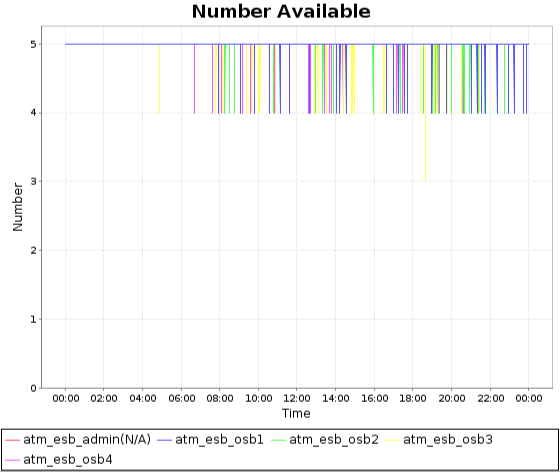 Number Available
5
4
3
2
1
0
Number
00:00 02:00 04:00 06:00 08:00 10:00 12:00 14:00 16:00 18:00 20:00 22:00 00:00
Time
atm_esb_admin(N/A) atm_esb_osb1 atm_esb_osb2 atm_esb_osb3
atm_esb_osb4